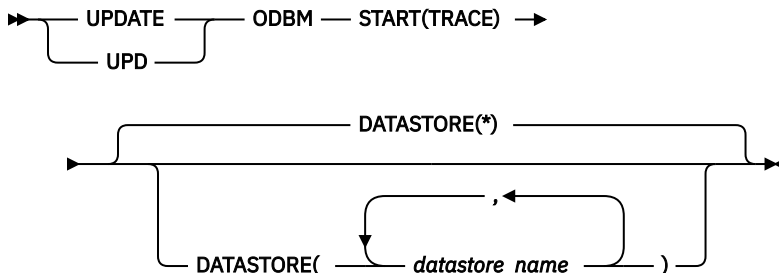 UPDATE ODBM START(TRACE)
UPD
DATASTORE(*)
,
DATASTORE( datastore_name )